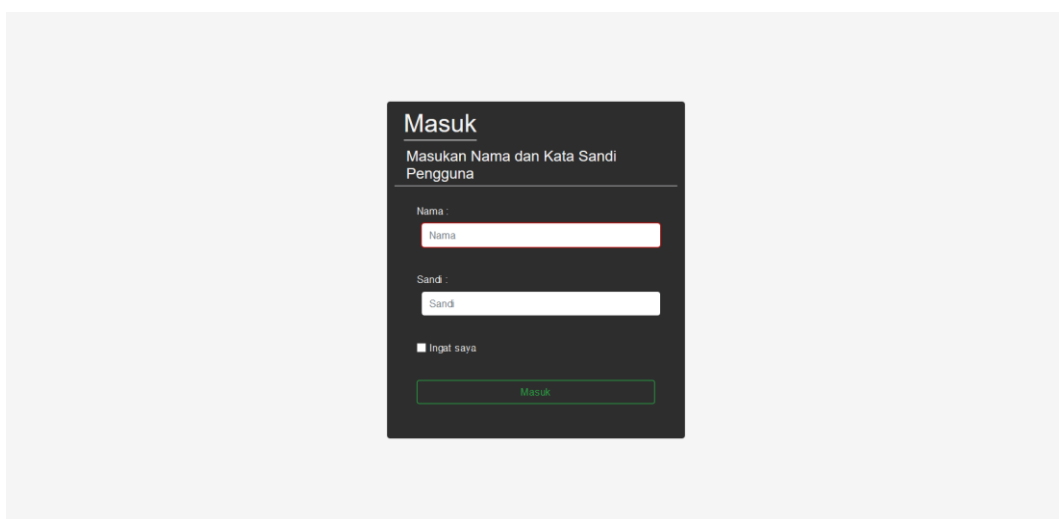 Masuk
Masukan Nama dan Kata Sandi
Pengguna
Nama :
Nama
Sandi :
Sandi
Ingat saya
Masuk